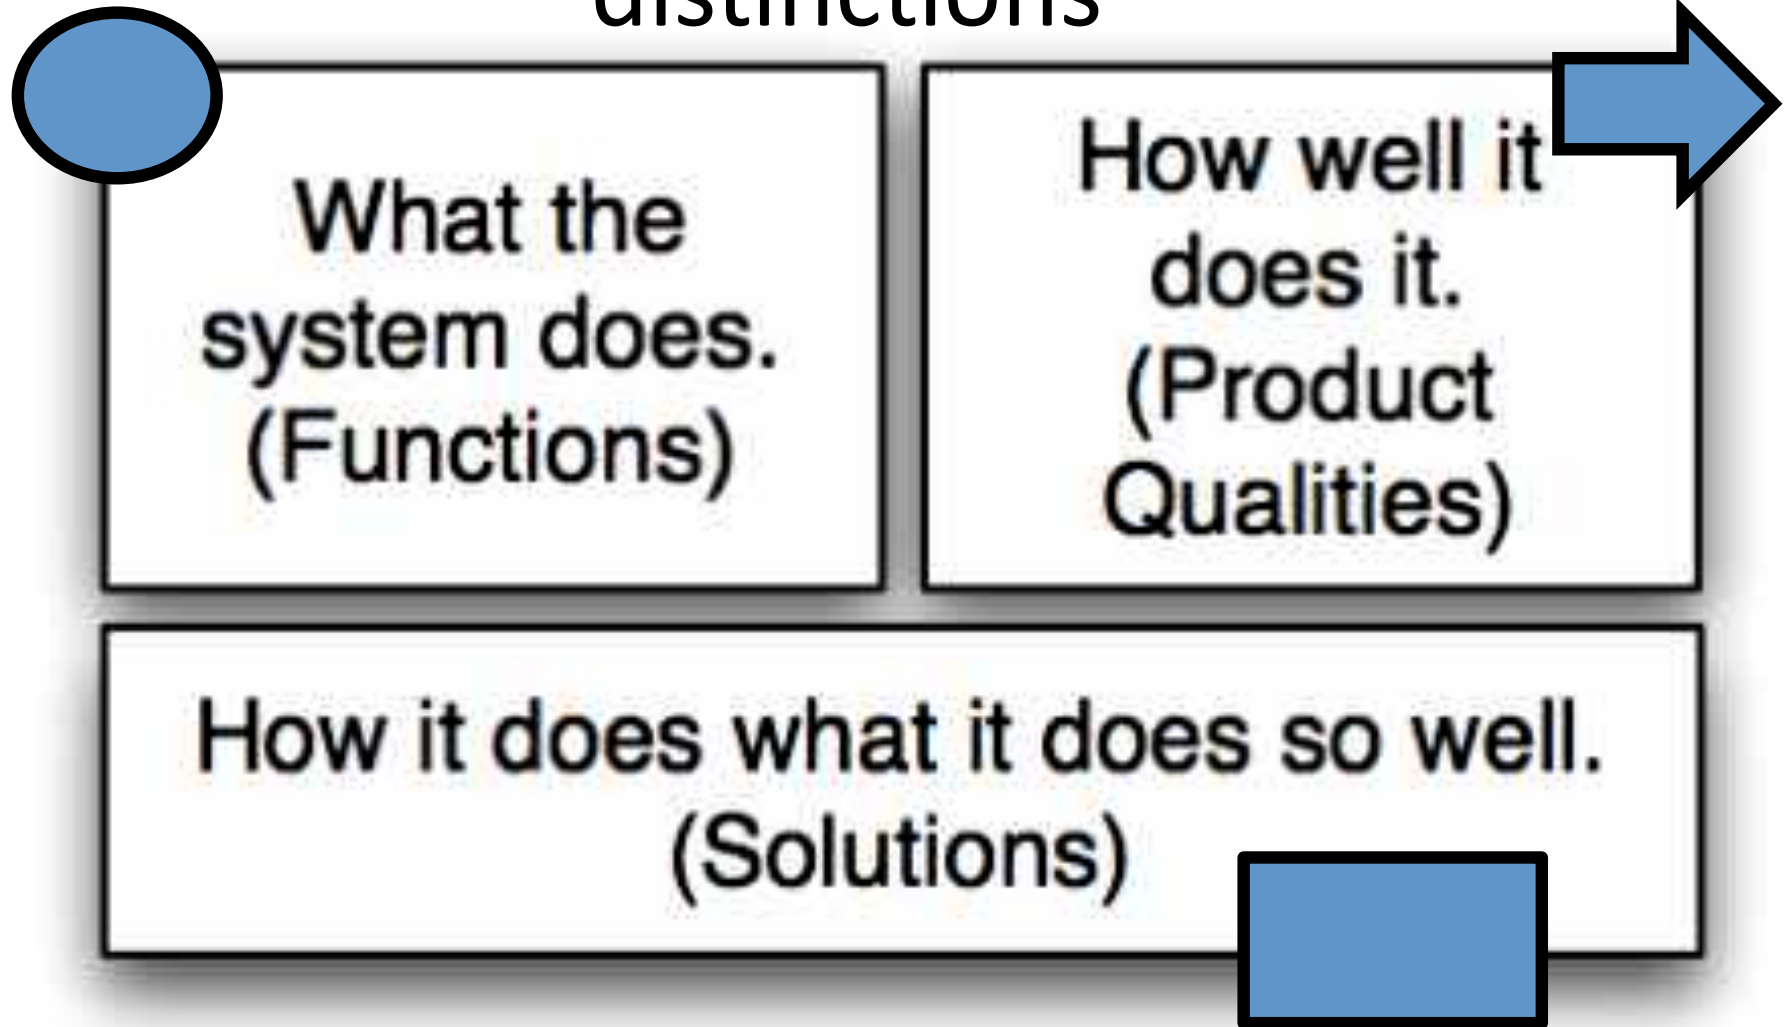 distinctions
What the
system does.
(Functions)
How well it
does it.
(Product
Qualities)
How it does what it does so well.
(Solutions)